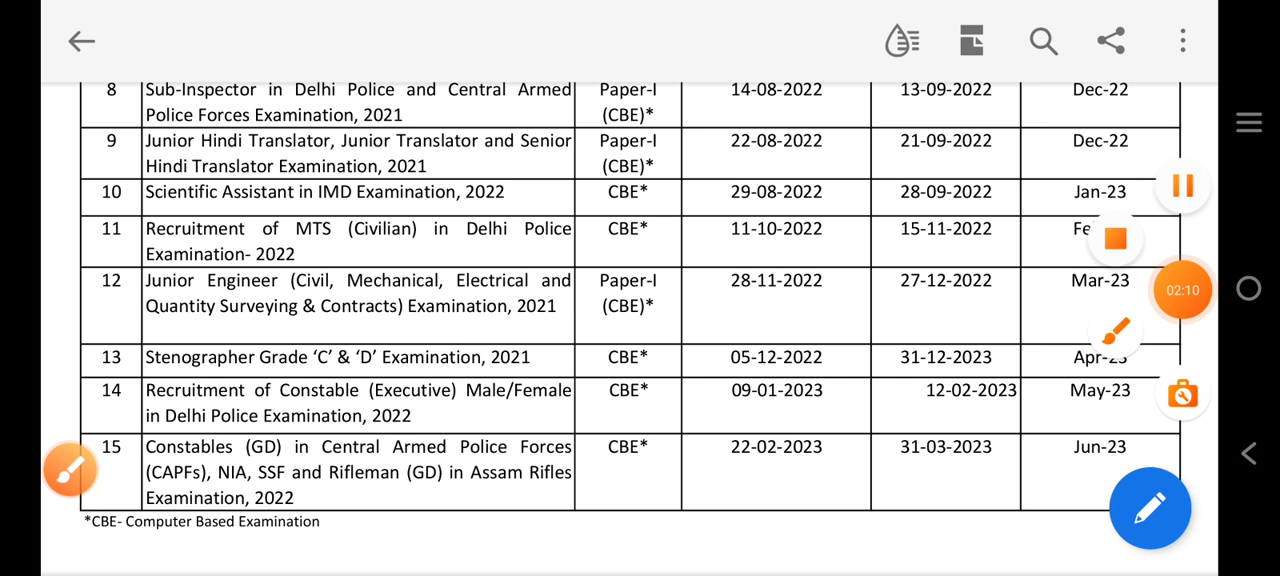 8 Sub-Inspector in Delhi Police and Central Armed Paper-I 14-08-2022 13-09-2022 Dec-22
Police Forces Examination, 2021 (CBE)*
9 Junior Hindi Translator, Junior Translator and Senior Paper-I 22-08-2022 21-09-2022 Dec-22
Hindi Translator Examination, 2021 (CBE)*
10 Scientific Assistant in IMD Examination, 2022 CBE* 29-08-2022 28-09-2022 Jan-23
11 Recruitment of MTS (Civilian) in Delhi Police CBE* 11-10-2022 15-11-2022
Examination- 2022
12 Junior Engineer (Civil, Mechanical, Electrical and Paper-I 28-11-2022 27-12-2022 Mar-23
Quantity Surveying & Contracts) Examination, 2021 (CBE)*
02:10
13 Stenographer Grade ‘C’ & ‘D’ Examination, 2021 CBE* 05-12-2022 31-12-2023 Apr-23
14 Recruitment of Constable (Executive) Male/Female CBE* 09-01-2023 12-02-2023 May-23
in Delhi Police Examination, 2022
15 Constables (GD) in Central Armed Police Forces CBE* 22-02-2023 31-03-2023 Jun-23
(CAPFs), NIA, SSF and Rifleman (GD) in Assam Rifles
Examination, 2022
*CBE- Computer Based Examination